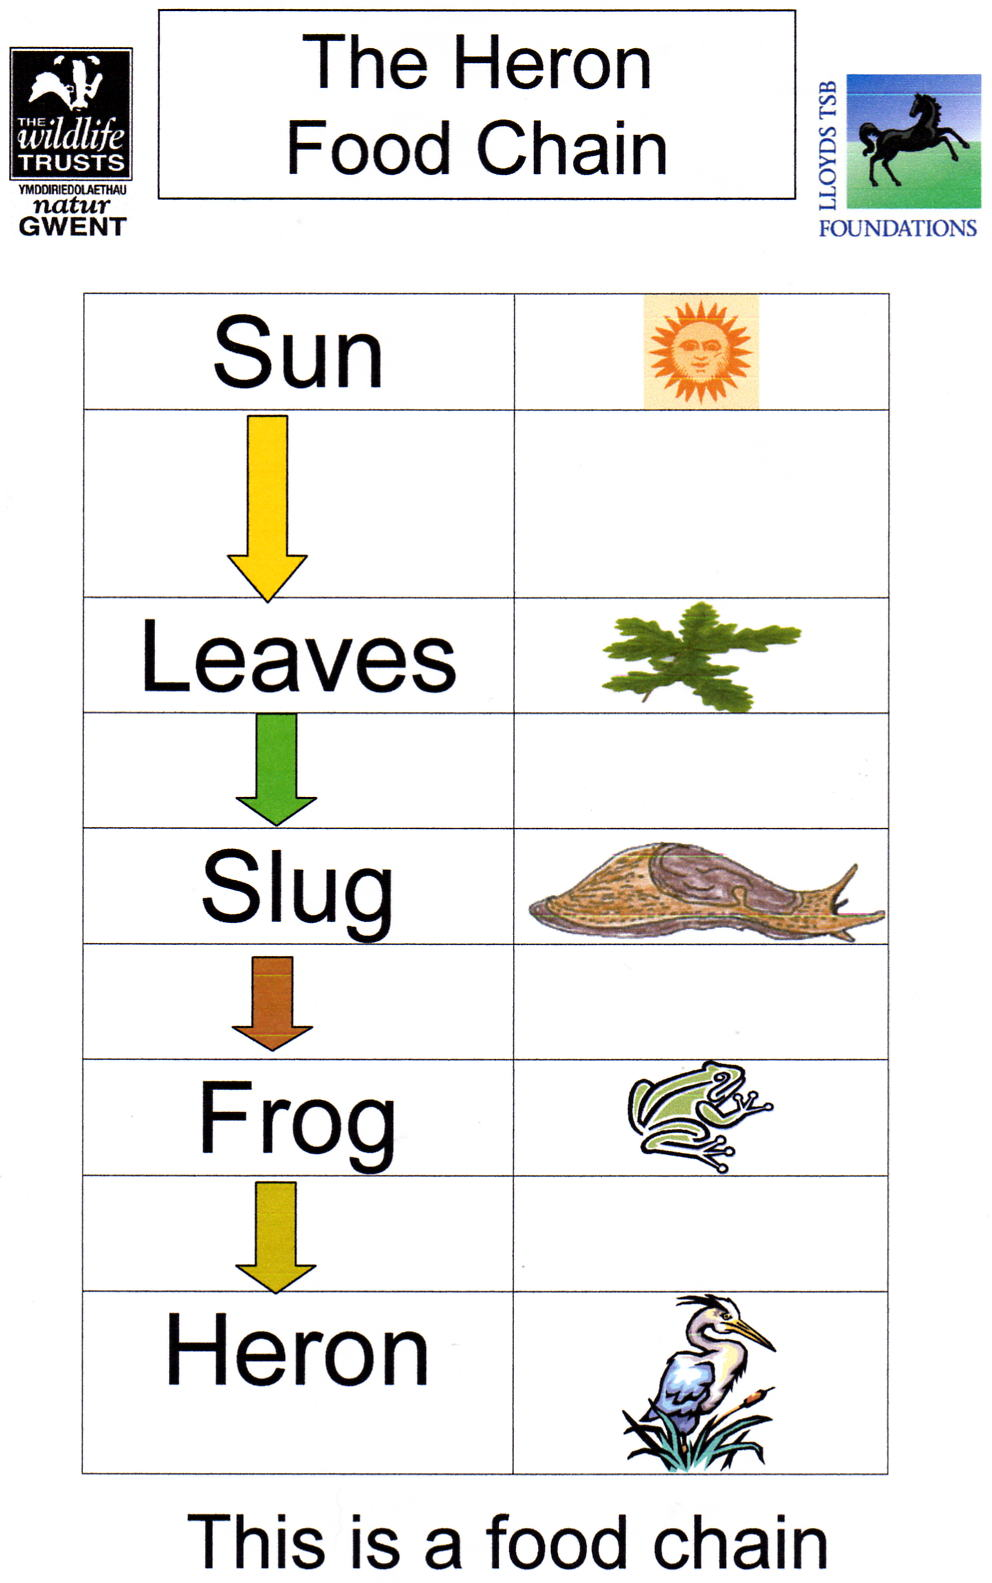 The Heron
Food Chain
THE
wildlife
TRUSTS
YMDDIRIEDOLAETHAU
natur
GWENT
LLOYDS TSB
FOUNDATIONS
Sun
Leaves
Slug
Frog
Heron
This is a food chain